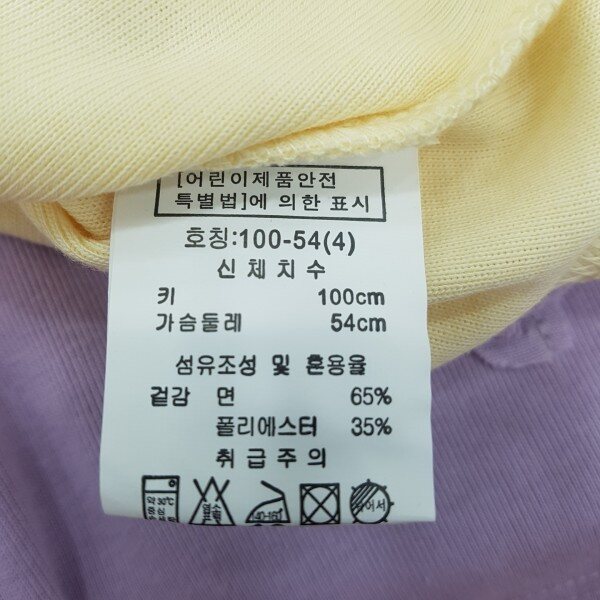 [어린이제품안전
특별법]에 의한 표시
호칭:100-54(4)
신체치수
키 100cm
가슴둘레 54cm
섬유조성 및 혼용율
겉감 면 65%
폴리에스터 35%
취급주의